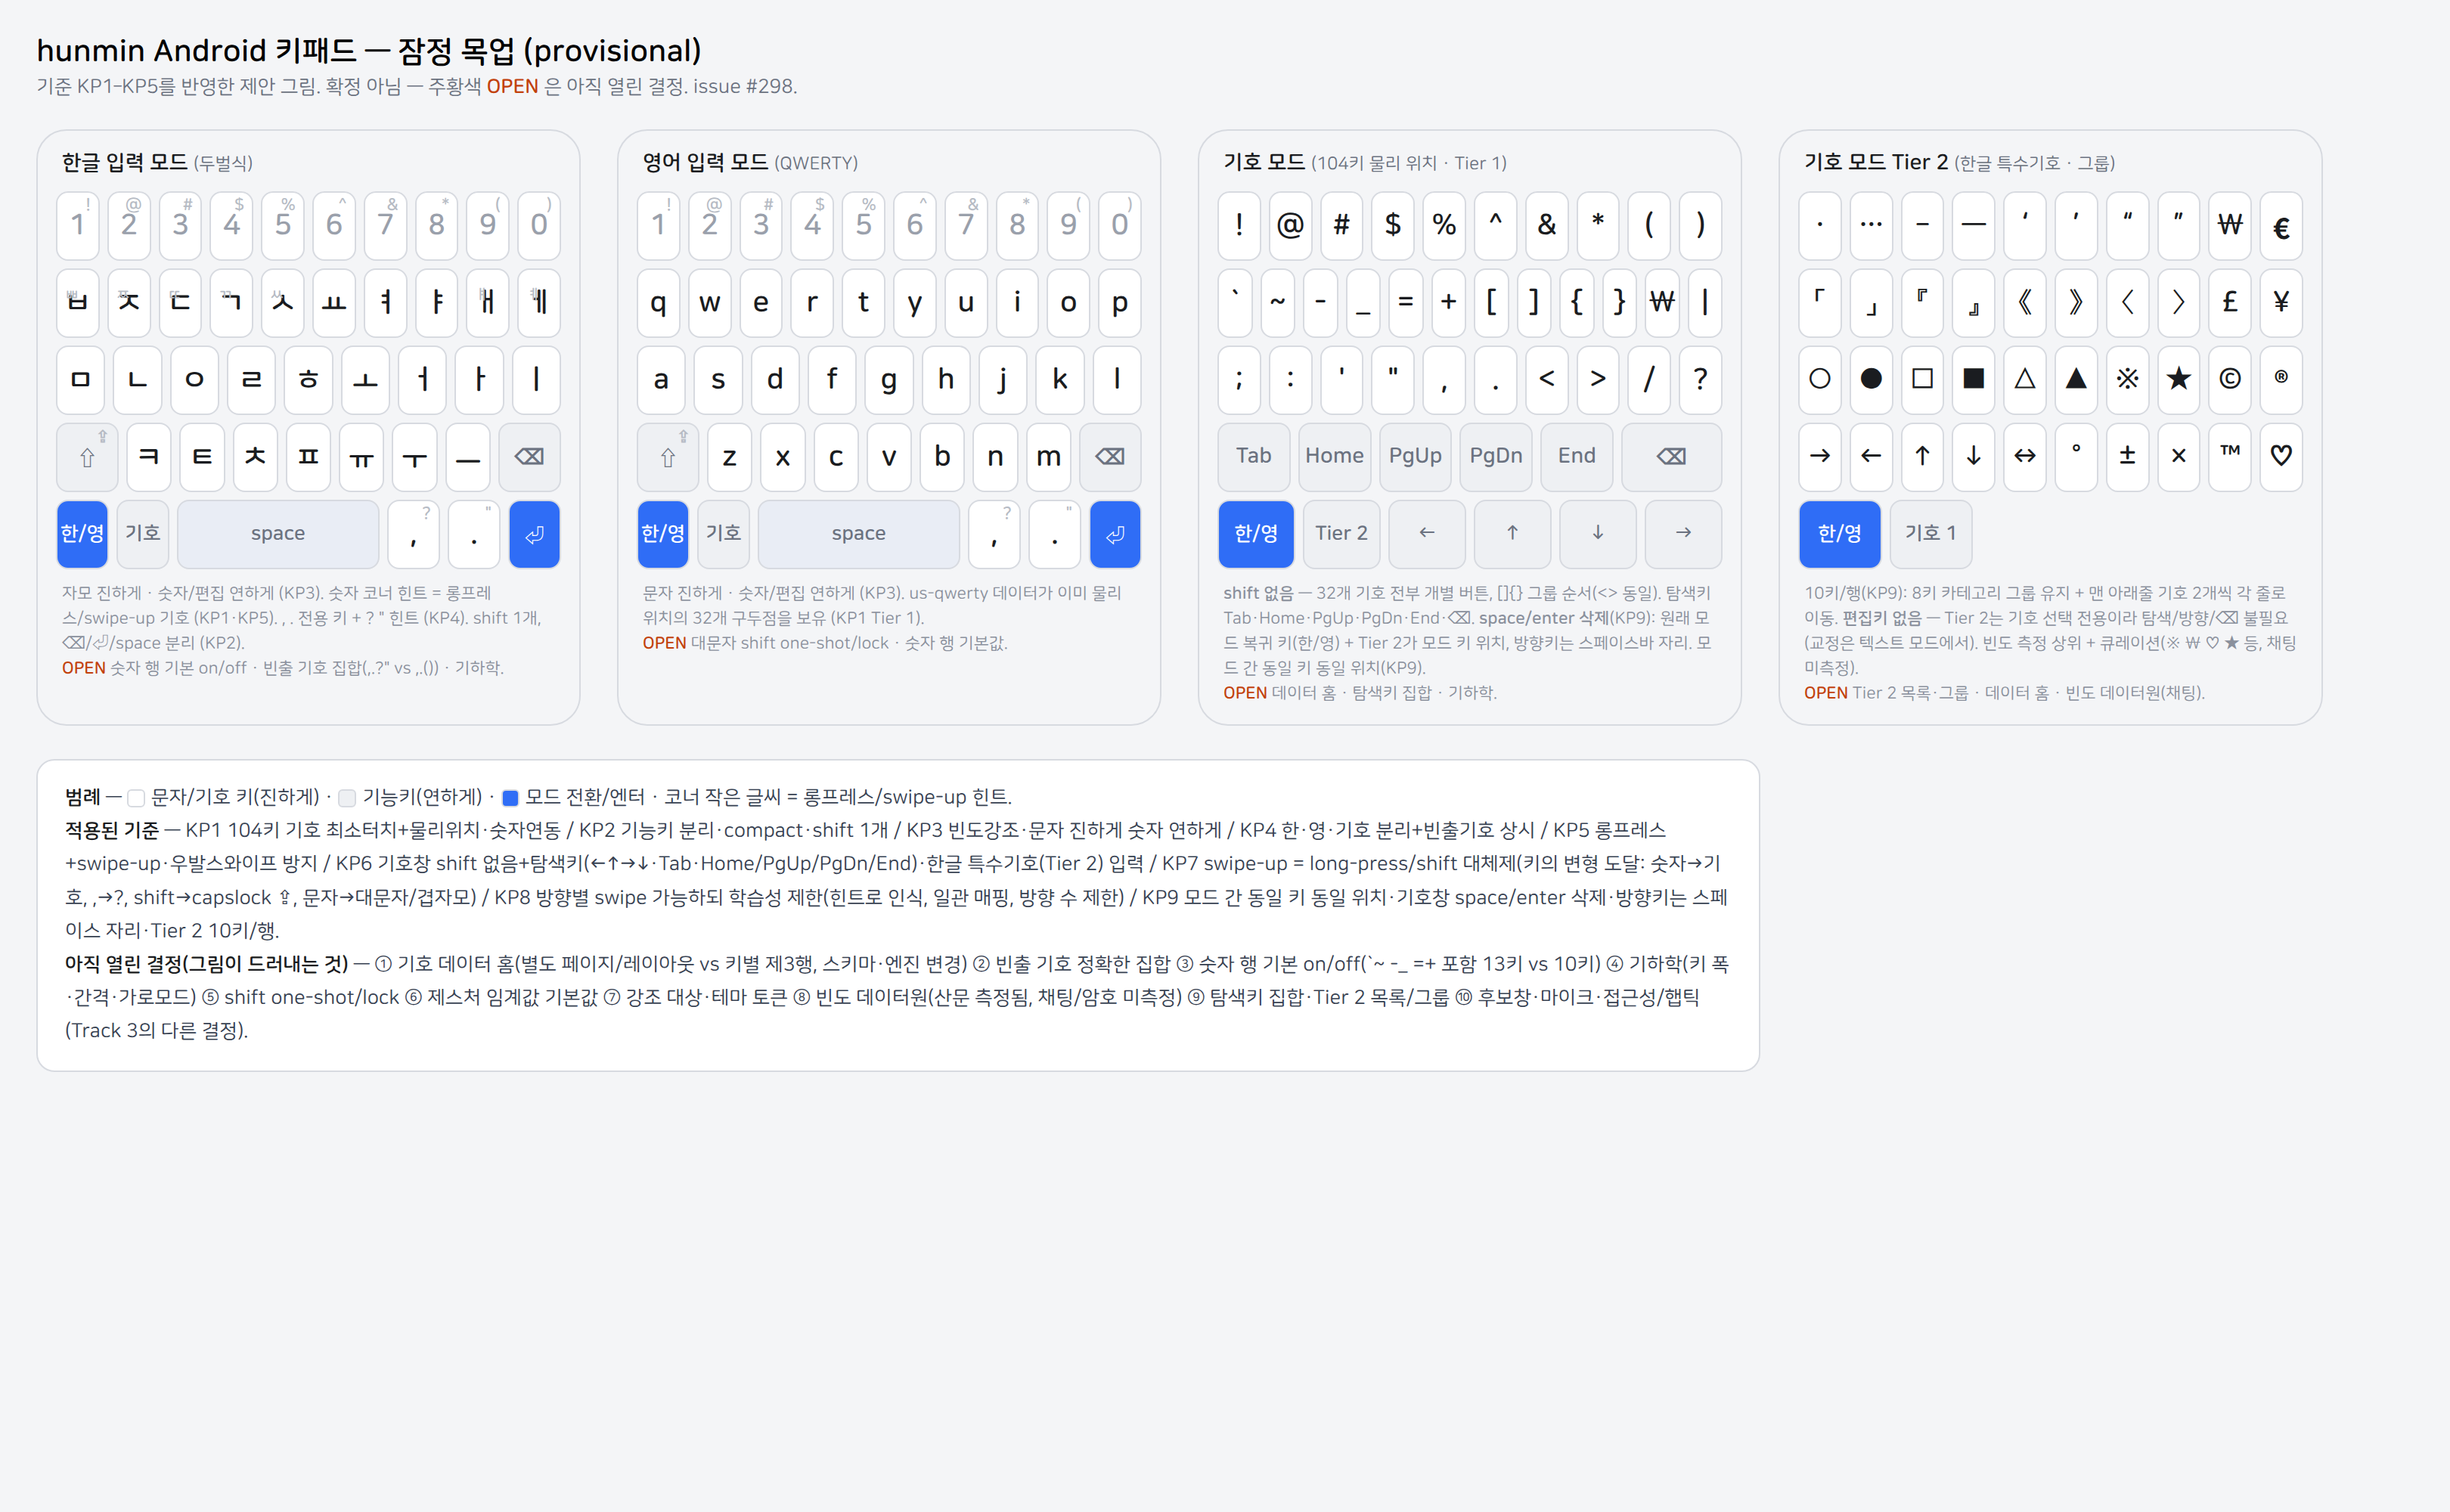 hunmin Android 키패드 — 잠정 목업 (provisional)
기준 KP1–KP5를 반영한 제안 그림. 확정 아님 — 주황색 OPEN 은 아직 열린 결정. issue #298.
한글 입력 모드 (두벌식)
! @ # $ % ^ & * ( )
1 2 3 4 5 6 7 8 9 0
ㅃ ㅉ ㄸ ㄲ ㅆ ㅒ ㅖ
ㅂ ㅈ ㄷ ㄱ ㅅ ㅛ ㅕ ㅑ ㅐ ㅔ
ㅁ ㄴ ㅇ ㄹ ㅎ ㅗ ㅓ ㅏ ㅣ
⇧ ⇪ ㅋ ㅌ ㅊ ㅍ ㅠ ㅜ ㅡ ⌫
한/영 기호 space , ? . " ⏎
자모 진하게 · 숫자/편집 연하게 (KP3). 숫자 코너 힌트 = 롱프레
스/swipe-up 기호 (KP1·KP5). , . 전용 키 + ? " 힌트 (KP4). shift 1개,
⌫/⏎/space 분리 (KP2).
OPEN 숫자 행 기본 on/off · 빈출 기호 집합(,.?" vs ,.()) · 기하학.
영어 입력 모드 (QWERTY)
! @ # $ % ^ & * ( )
1 2 3 4 5 6 7 8 9 0
q w e r t y u i o p
a s d f g h j k l
⇧ ⇪ z x c v b n m ⌫
한/영 기호 space , ? . " ⏎
문자 진하게 · 숫자/편집 연하게 (KP3). us-qwerty 데이터가 이미 물리
위치의 32개 구두점을 보유 (KP1 Tier 1).
OPEN 대문자 shift one-shot/lock · 숫자 행 기본값.
기호 모드 (104키 물리 위치 · Tier 1)
! @ # $ % ^ & * ( )
` ~ - _ = + [ ] { } ₩ |
; : ' " , . < > / ?
Tab Home PgUp PgDn End ⌫
한/영 Tier 2 ← ↑ ↓ →
shift 없음 — 32개 기호 전부 개별 버튼, []{} 그룹 순서(<> 동일). 탐색키
Tab·Home·PgUp·PgDn·End·⌫. space/enter 삭제(KP9): 원래 모
드 복귀 키(한/영) + Tier 2가 모드 키 위치, 방향키는 스페이스바 자리. 모
드 간 동일 키 동일 위치(KP9).
OPEN 데이터 홈 · 탐색키 집합 · 기하학.
기호 모드 Tier 2 (한글 특수기호 · 그룹)
· … – — ‘ ’ “ ” ₩ €
「 」 『 』 《 》 〈 〉 £ ¥
○ ● □ ■ △ ▲ ※ ★ © ®
→ ← ↑ ↓ ↔ ° ± × ™ ♡
한/영 기호 1
10키/행(KP9): 8키 카테고리 그룹 유지 + 맨 아래줄 기호 2개씩 각 줄로
이동. 편집키 없음 — Tier 2는 기호 선택 전용이라 탐색/방향/⌫ 불필요
(교정은 텍스트 모드에서). 빈도 측정 상위 + 큐레이션(※ ₩ ♡ ★ 등, 채팅
미측정).
OPEN Tier 2 목록·그룹 · 데이터 홈 · 빈도 데이터원(채팅).
범례 — 문자/기호 키(진하게) · 기능키(연하게) · 모드 전환/엔터 · 코너 작은 글씨 = 롱프레스/swipe-up 힌트.
적용된 기준 — KP1 104키 기호 최소터치+물리위치·숫자연동 / KP2 기능키 분리·compact·shift 1개 / KP3 빈도강조·문자 진하게 숫자 연하게 / KP4 한·영·기호 분리+빈출기호 상시 / KP5 롱프레스
+swipe-up·우발스와이프 방지 / KP6 기호창 shift 없음+탐색키(←↑→↓·Tab·Home/PgUp/PgDn/End)·한글 특수기호(Tier 2) 입력 / KP7 swipe-up = long-press/shift 대체제(키의 변형 도달: 숫자→기
호, ,→?, shift→capslock ⇪, 문자→대문자/겹자모) / KP8 방향별 swipe 가능하되 학습성 제한(힌트로 인식, 일관 매핑, 방향 수 제한) / KP9 모드 간 동일 키 동일 위치·기호창 space/enter 삭제·방향키는 스페
이스 자리·Tier 2 10키/행.
아직 열린 결정(그림이 드러내는 것) — ① 기호 데이터 홈(별도 페이지/레이아웃 vs 키별 제3행, 스키마·엔진 변경) ② 빈출 기호 정확한 집합 ③ 숫자 행 기본 on/off(`~ -_ =+ 포함 13키 vs 10키) ④ 기하학(키 폭
·간격·가로모드) ⑤ shift one-shot/lock ⑥ 제스처 임계값 기본값 ⑦ 강조 대상·테마 토큰 ⑧ 빈도 데이터원(산문 측정됨, 채팅/암호 미측정) ⑨ 탐색키 집합·Tier 2 목록/그룹 ⑩ 후보창·마이크·접근성/햅틱
(Track 3의 다른 결정).